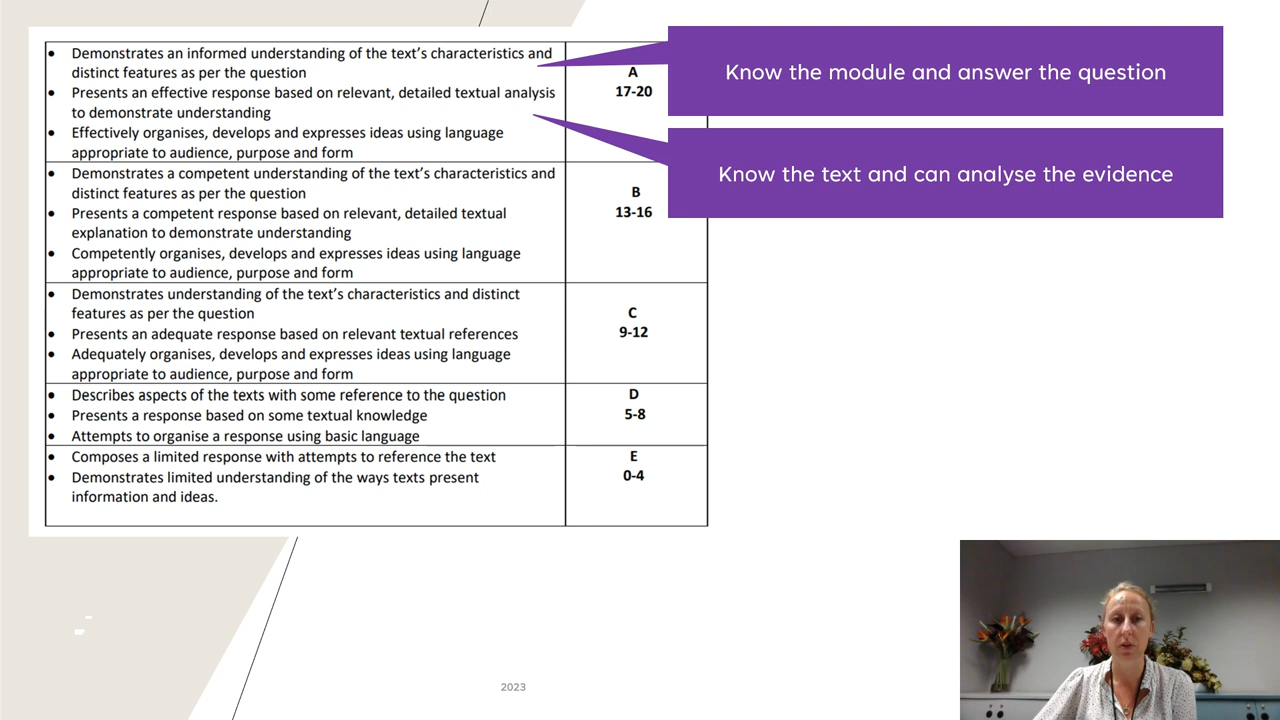 • Demonstrates an informed understanding of the text's characteristics and
distinct features as per the question
• Presents an effective response based on relevant, detailed textual analysis
to demonstrate understanding
• Effectively organises, develops and expresses ideas using language
appropriate to audience, purpose and form
A
17-20
• Demonstrates a competent understanding of the text's characteristics and
distinct features as per the question
• Presents a competent response based on relevant, detailed textual
explanation to demonstrate understanding
• Competently organises, develops and expresses ideas using language
appropriate to audience, purpose and form
B
13-16
• Demonstrates understanding of the text's characteristics and distinct
features as per the question
• Presents an adequate response based on relevant textual references
• Adequately organises, develops and expresses ideas using language
appropriate to audience, purpose and form
C
9-12
• Describes aspects of the texts with some reference to the question
• Presents a response based on some textual knowledge
• Attempts to organise a response using basic language
D
5-8
• Composes a limited response with attempts to reference the text
• Demonstrates limited understanding of the ways texts present
information and ideas.
E
0-4
Know the module and answer the question
Know the text and can analyse the evidence
2023